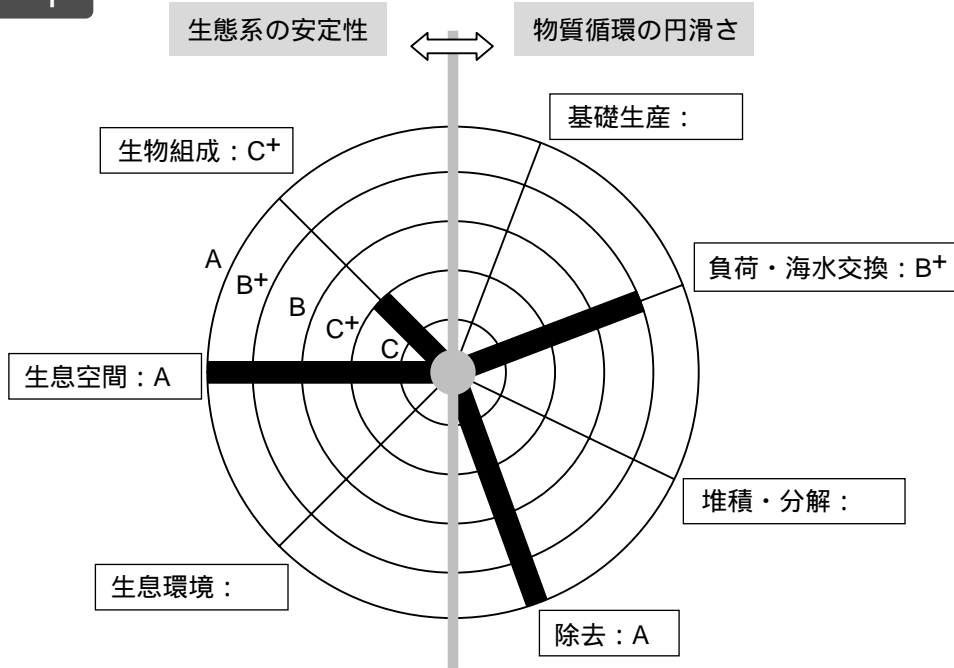 生態系の安定性
物質循環の円滑さ
基礎生産：
生物組成：C+
負荷・海水交換：B+
A
B+
B
C+
C
生息空間：A
堆積・分解：
生息環境：
除去：A